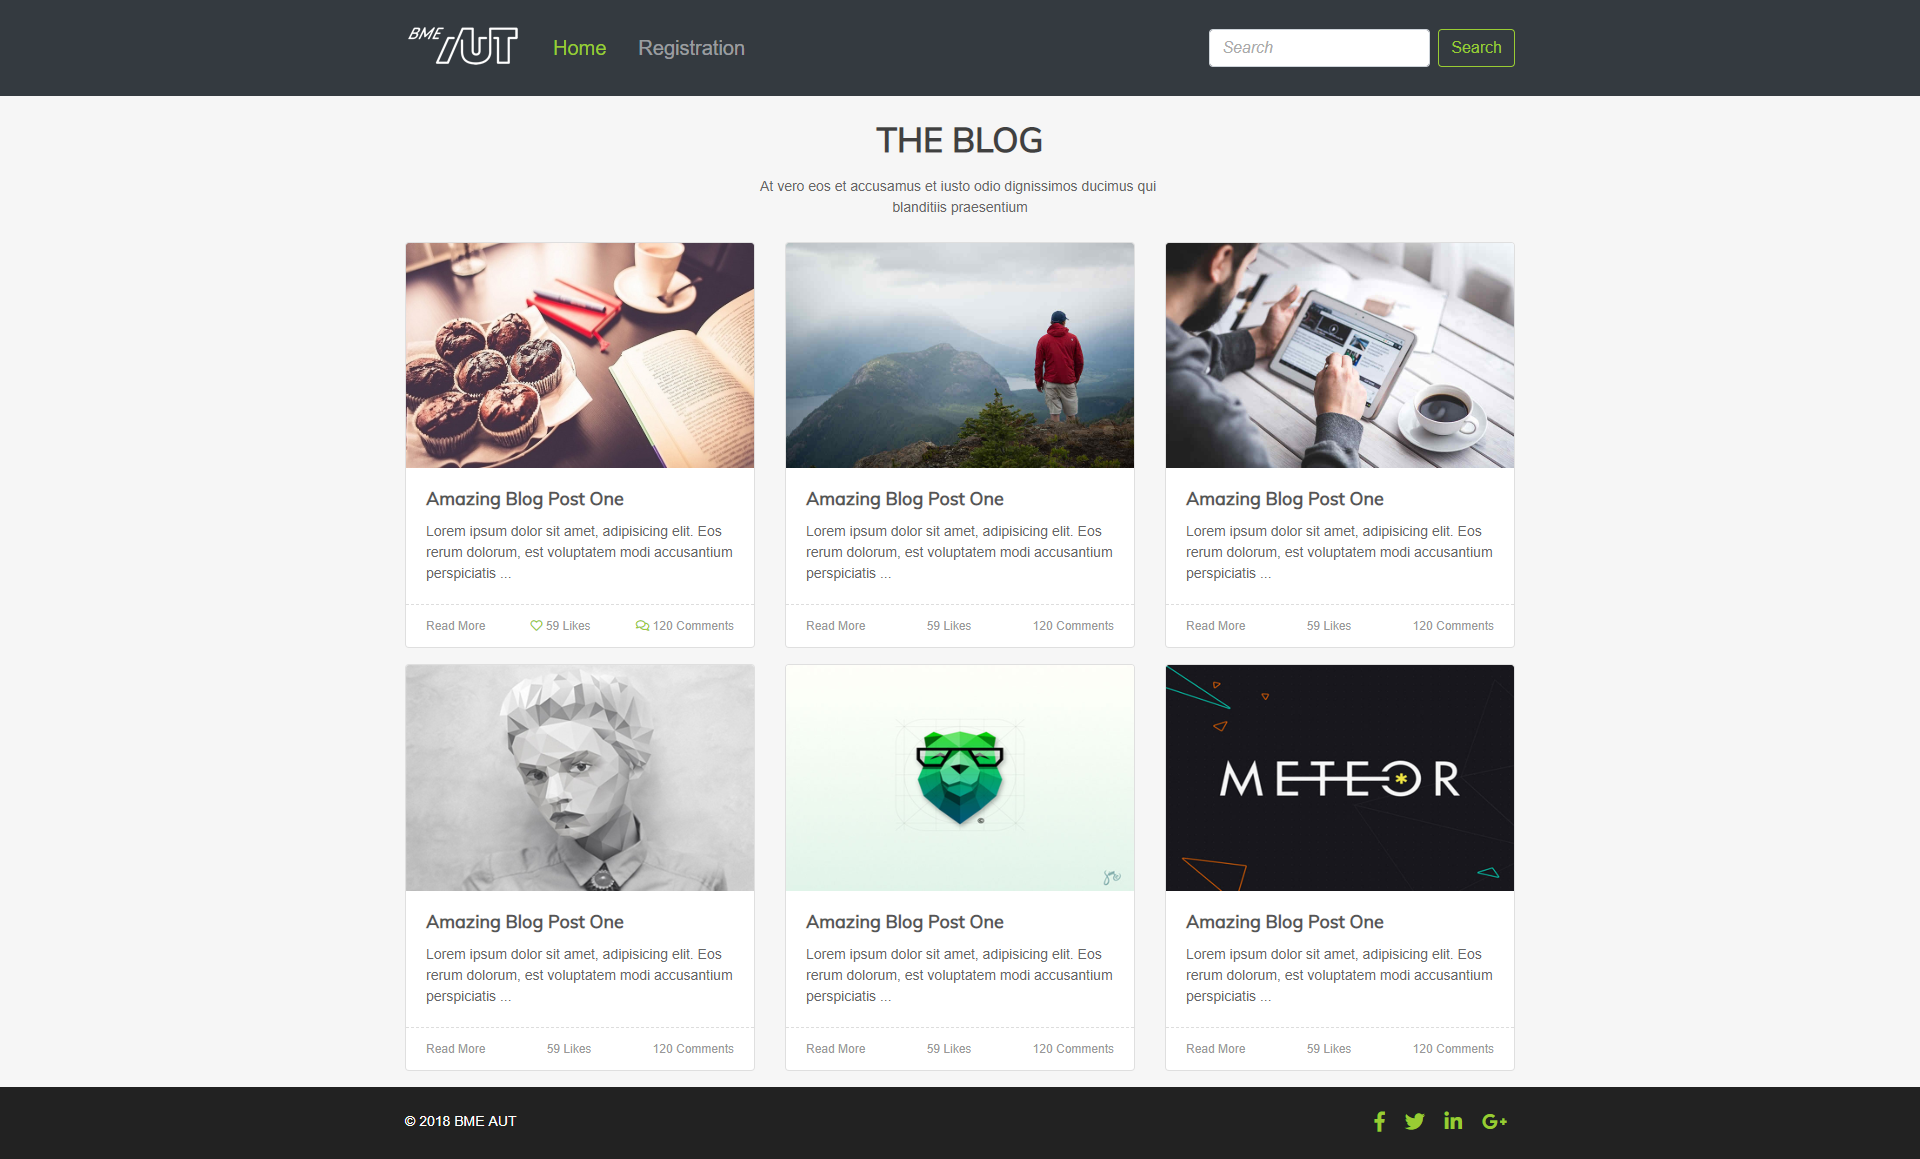 BME AUT
Home
Registration
Search
Search
THE BLOG
At vero eos et accusamus et iusto odio dignissimos ducimus qui
blanditiis praesentium
Amazing Blog Post One
Lorem ipsum dolor sit amet, adipisicing elit. Eos
rerum dolorum, est voluptatem modi accusantium
perspiciatis ...
Read More
59 Likes
120 Comments
Amazing Blog Post One
Lorem ipsum dolor sit amet, adipisicing elit. Eos
rerum dolorum, est voluptatem modi accusantium
perspiciatis ...
Read More
59 Likes
120 Comments
Amazing Blog Post One
Lorem ipsum dolor sit amet, adipisicing elit. Eos
rerum dolorum, est voluptatem modi accusantium
perspiciatis ...
Read More
59 Likes
120 Comments
Amazing Blog Post One
Lorem ipsum dolor sit amet, adipisicing elit. Eos
rerum dolorum, est voluptatem modi accusantium
perspiciatis ...
Read More
59 Likes
120 Comments
©
Amazing Blog Post One
Lorem ipsum dolor sit amet, adipisicing elit. Eos
rerum dolorum, est voluptatem modi accusantium
perspiciatis ...
Read More
59 Likes
120 Comments
METEOR
Amazing Blog Post One
Lorem ipsum dolor sit amet, adipisicing elit. Eos
rerum dolorum, est voluptatem modi accusantium
perspiciatis ...
Read More
59 Likes
120 Comments
© 2018 BME AUT